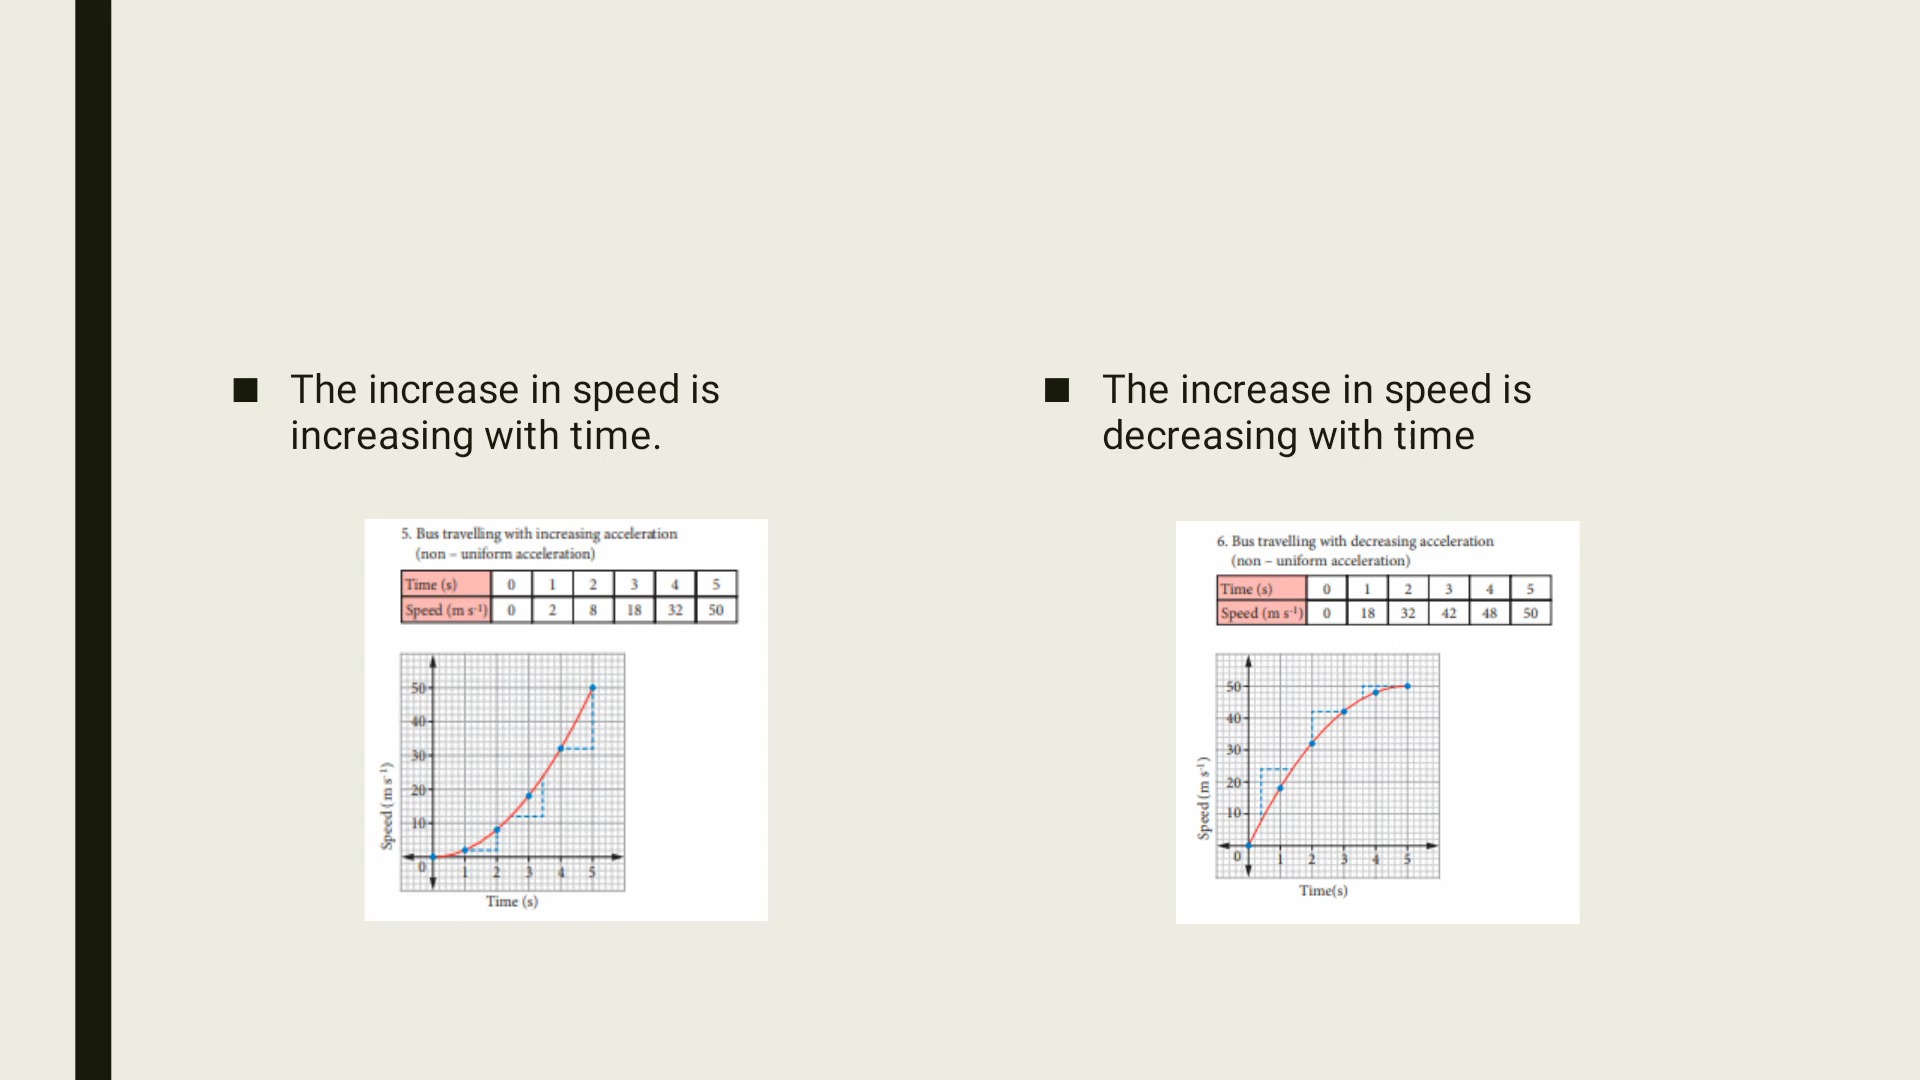 The increase in speed is
increasing with time.
5. Bus travelling with increasing acceleration
(non – uniform acceleration)
Time (s) 0 1 2 3 4 5
Speed (m s⁻¹) 0 2 8 18 32 50
50
40
30
20
10
0 1 2 3 4 5
Speed (m s⁻¹)
Time (s)
The increase in speed is
decreasing with time
6. Bus travelling with decreasing acceleration
(non – uniform acceleration)
Time (s) 0 1 2 3 4 5
Speed (m s⁻¹) 0 18 32 42 48 50
50
40
30
20
10
0 1 2 3 4 5
Speed (m s⁻¹)
Time(s)